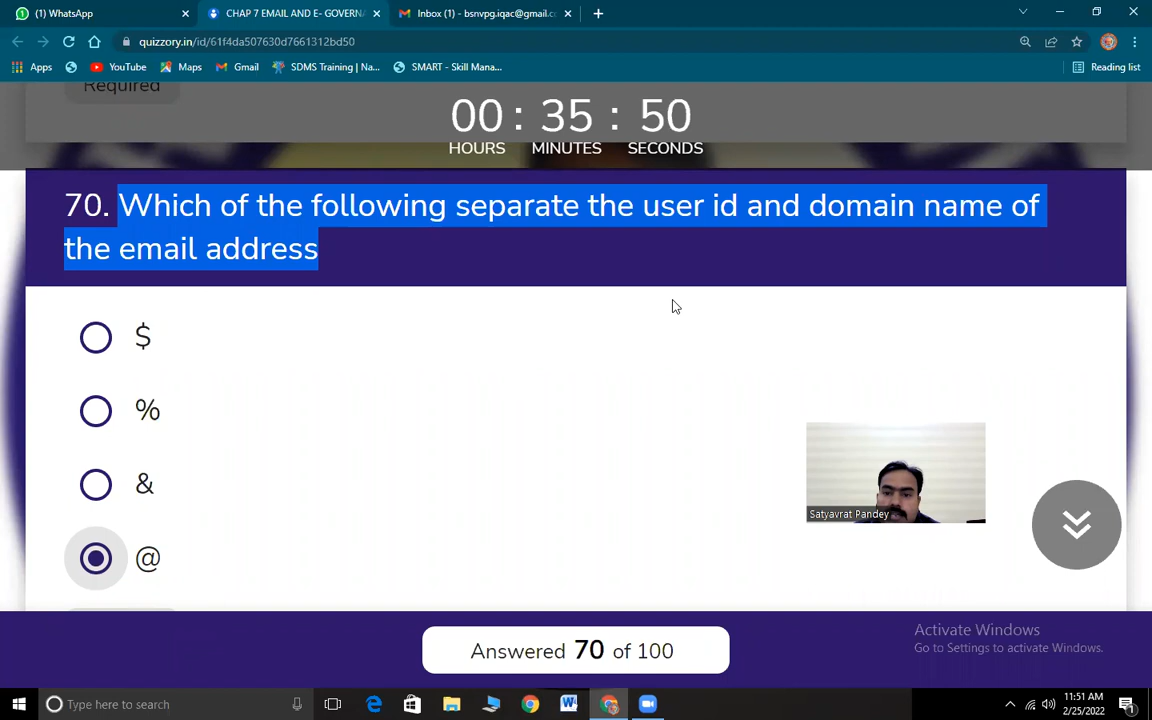 (1) WhatsApp
CHAP 7 EMAIL AND E- GOVERNA
Inbox (1) - bsnvpg.iqac@gmail.co
quizzory.in/id/61f4da507630d7661312bd50
Apps
YouTube
Maps
Gmail
SDMS Training | Na...
SMART - Skill Mana...
Reading list
Required
00 : 35 : 50
HOURS MINUTES SECONDS
70. Which of the following separate the user id and domain name of
the email address
$
%
&
@
Satyavrat Pandey
Answered 70 of 100
Activate Windows
Go to Settings to activate Windows.
Type here to search
11:51 AM
2/25/2022
1